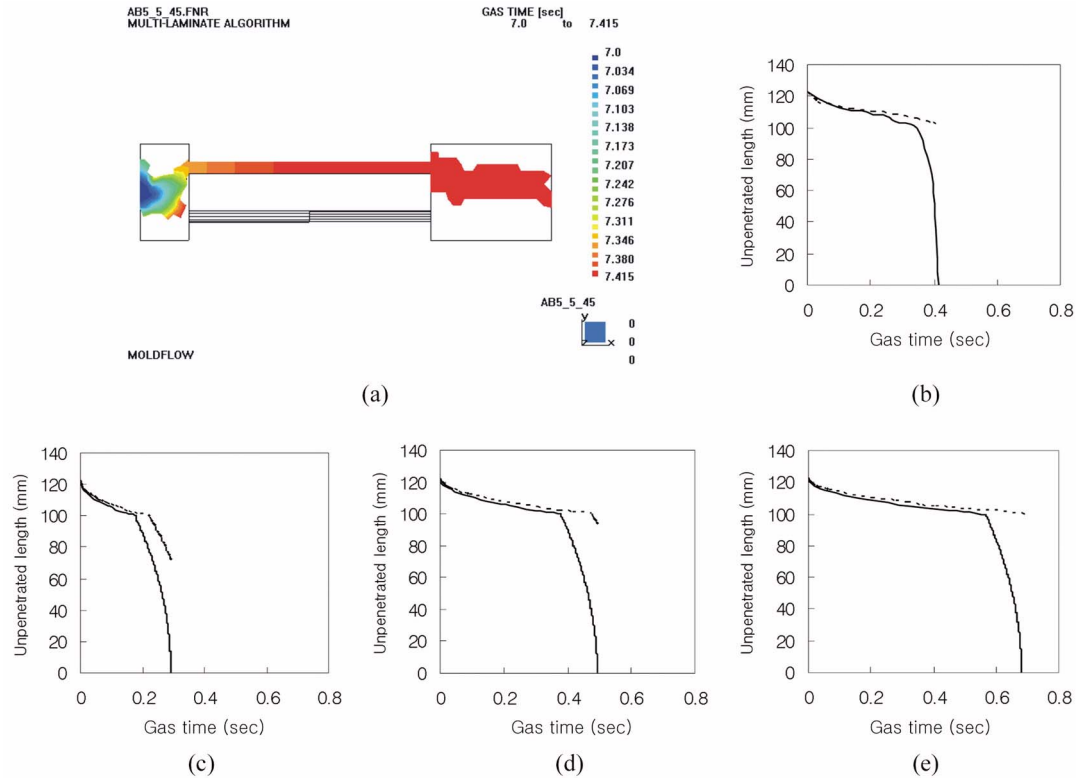 AB5_5_45.FNR
MULTI-LAMINATE ALGORITHM
GAS TIME [sec]
7.0 to 7.415
7.0
7.034
7.069
7.103
7.138
7.173
7.207
7.242
7.276
7.311
7.346
7.380
7.415
AB5_5_45
y
z x
0
0
0
MOLDFLOW
(a)
Unpenetrated length (mm)
140
120
100
80
60
40
20
0
0 0.2 0.4 0.6 0.8
Gas time (sec)
(b)
Unpenetrated length (mm)
140
120
100
80
60
40
20
0
0 0.2 0.4 0.6 0.8
Gas time (sec)
(c)
Unpenetrated length (mm)
140
120
100
80
60
40
20
0
0 0.2 0.4 0.6 0.8
Gas time (sec)
(d)
Unpenetrated length (mm)
140
120
100
80
60
40
20
0
0 0.2 0.4 0.6 0.8
Gas time (sec)
(e)